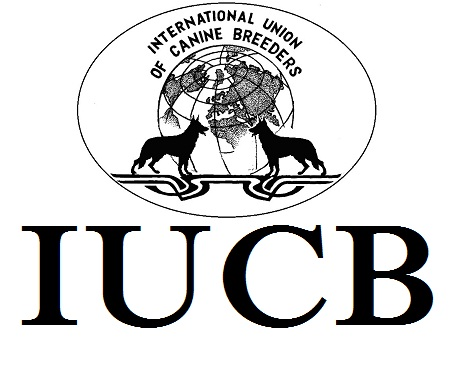 INTERNATIONAL UNION
OF CANINE BREEDERS
IUCB